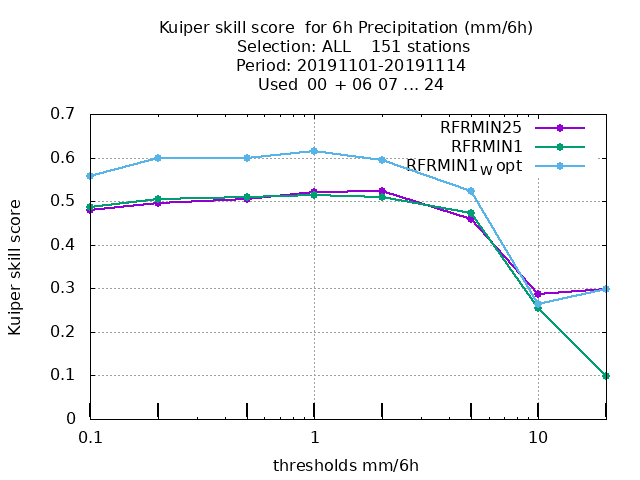 Kuiper skill score  for 6h Precipitation (mm/6h)
Selection: ALL    151 stations
Period: 20191101-20191114
Used  00  + 06 07 ... 24
RFRMIN25
RFRMIN1
RFRMIN1W opt
Kuiper skill score
0.7
0.6
0.5
0.4
0.3
0.2
0.1
0
0.1 1 10
thresholds mm/6h